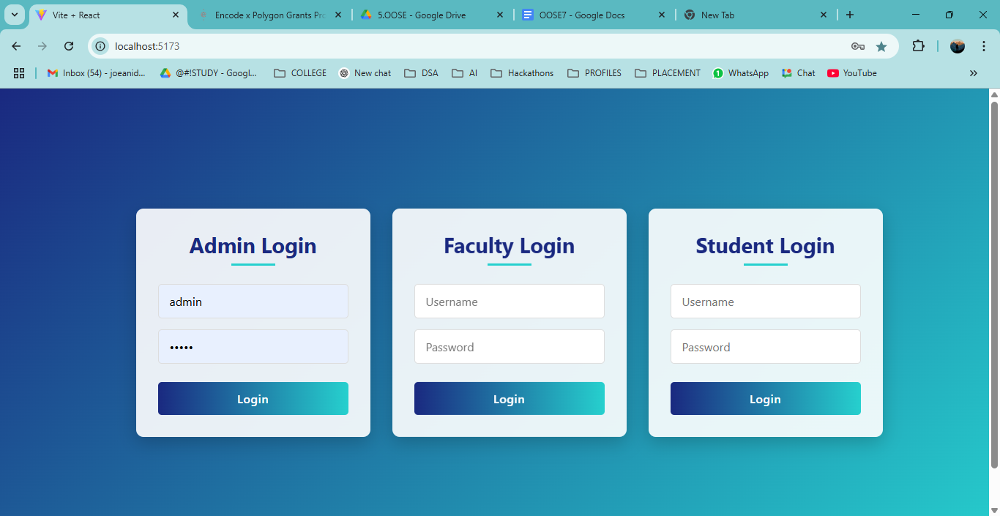 Vite + React
Encode x Polygon Grants Pro
5.OOSE - Google Drive
OOSE7 - Google Docs
New Tab
localhost:5173
Inbox (54) - joeanid...
@#!STUDY - Googl...
COLLEGE
New chat
DSA
AI
Hackathons
PROFILES
PLACEMENT
1
WhatsApp
Chat
YouTube
Admin Login
Faculty Login
Student Login
admin
Username
Username
•••••
Password
Password
Login
Login
Login